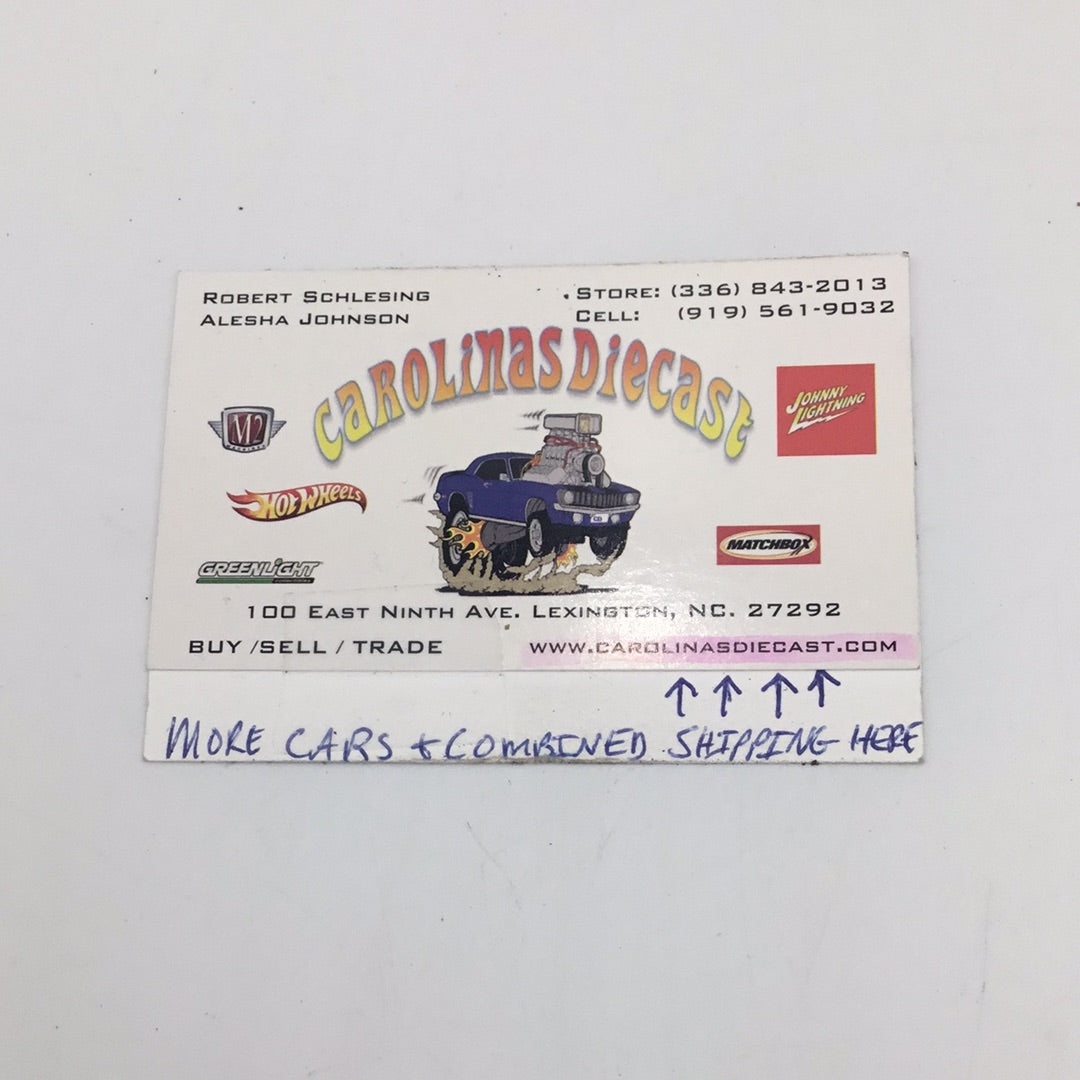 ROBERT SCHLESING
ALESHA JOHNSON
STORE: (336) 843-2013
CELL: (919) 561-9032
CAROLINAS DIECAST
M2
MACHINES
JOHNNY
LIGHTNING
HOT WHEELS
MATCHBOX
GREENLIGHT
CD
100 EAST NINTH AVE. LEXINGTON, NC. 27292
BUY /SELL / TRADE
WWW.CAROLINASDIECAST.COM
MORE CARS + COMBINED SHIPPING HERE